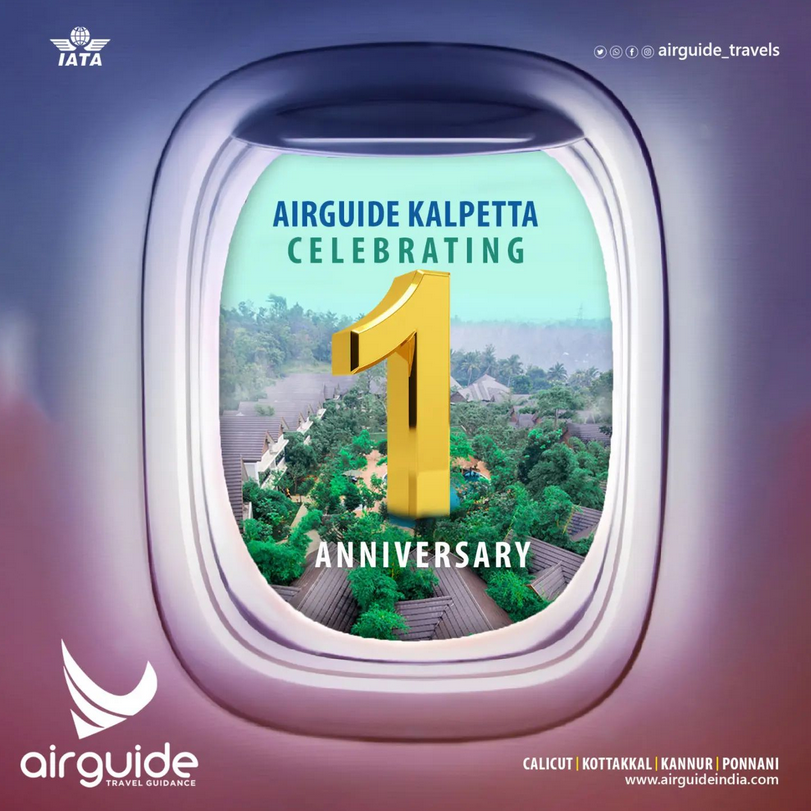 IATA
airguide_travels
AIRGUIDE KALPETTA
CELEBRATING
1
ANNIVERSARY
airguide
TRAVEL GUIDANCE
CALICUT | KOTTAKKAL | KANNUR | PONNANI
www.airguideindia.com